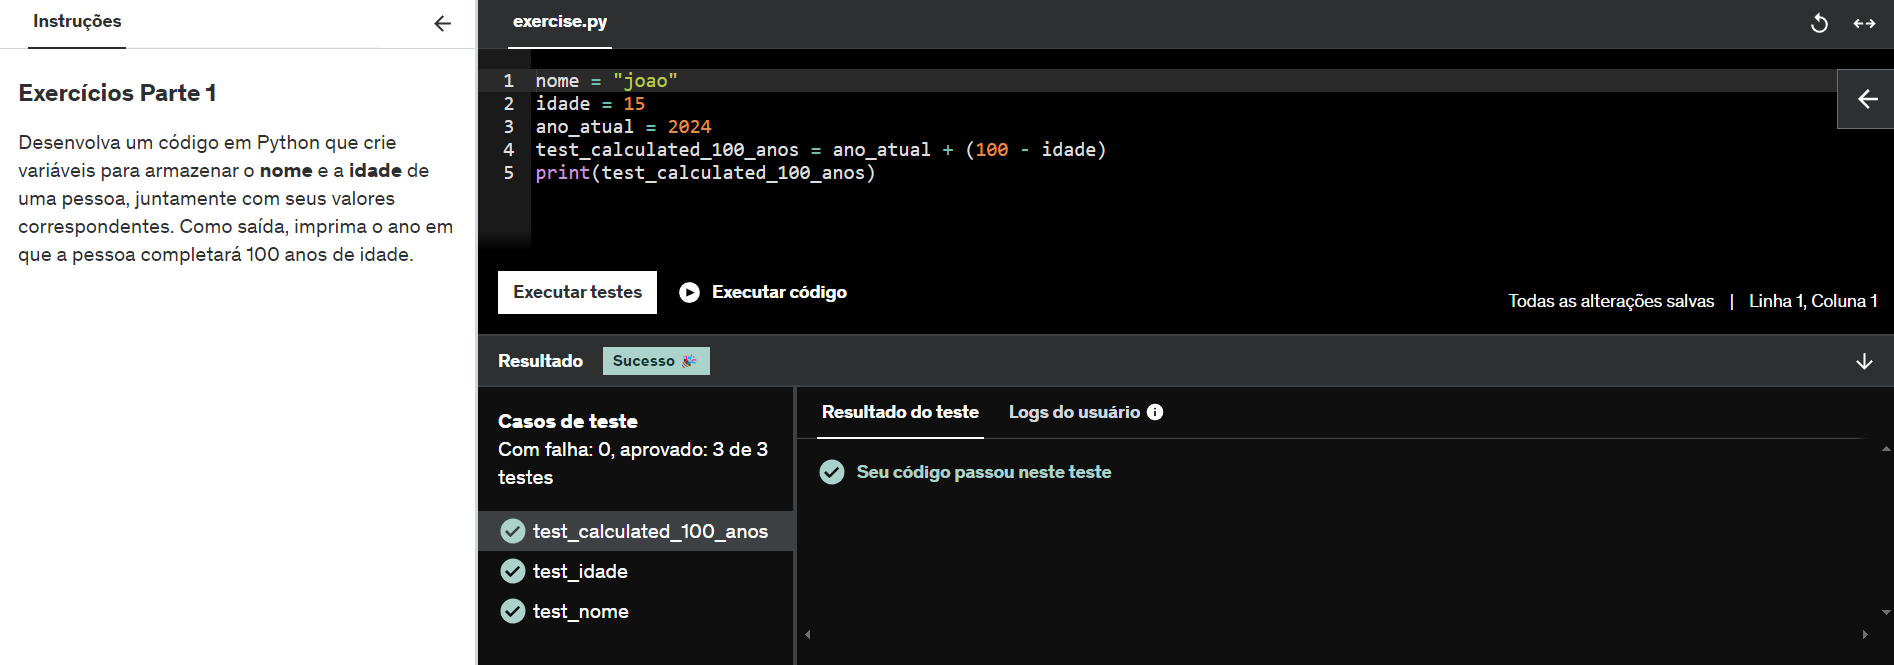 Instruções
Exercícios Parte 1
Desenvolva um código em Python que crie
variáveis para armazenar o nome e a idade de
uma pessoa, juntamente com seus valores
correspondentes. Como saída, imprima o ano em
que a pessoa completará 100 anos de idade.
exercise.py
1 nome = "joao"
2 idade = 15
3 ano_atual = 2024
4 test_calculated_100_anos = ano_atual + (100 - idade)
5 print(test_calculated_100_anos)
Executar testes
Executar código
Todas as alterações salvas | Linha 1, Coluna 1
Resultado
Sucesso 🎉
Casos de teste
Com falha: 0, aprovado: 3 de 3
testes
test_calculated_100_anos
test_idade
test_nome
Resultado do teste
Logs do usuário
Seu código passou neste teste